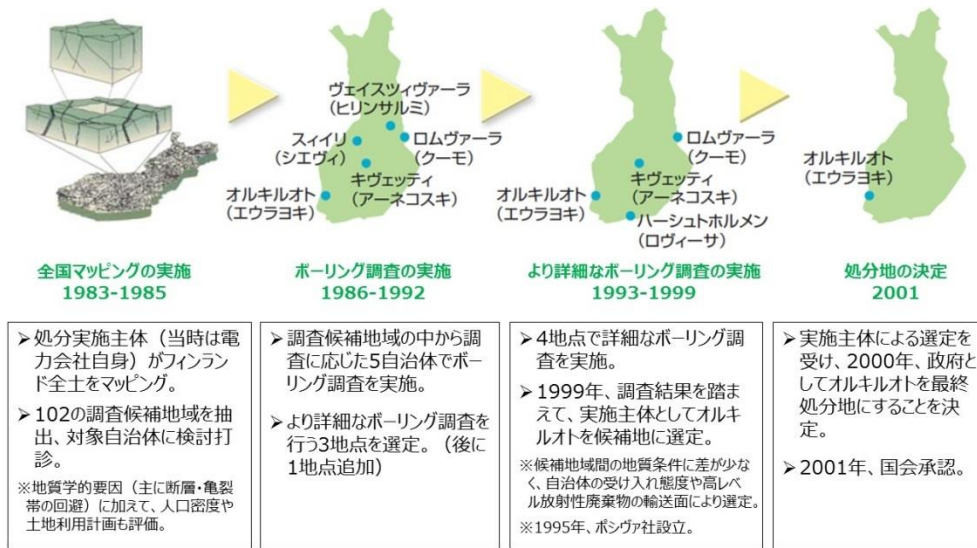 ヴェイスツィヴァーラ
(ヒリンサルミ)
スィイリ
(シエヴィ)
ロムヴァーラ
(クーモ)
キヴェッティ
(アーネコスキ)
オルキルオト
(エウラヨキ)
ロムヴァーラ
(クーモ)
キヴェッティ
(アーネコスキ)
オルキルオト
(エウラヨキ)
ハーシュトホルメン
(ロヴィーサ)
オルキルオト
(エウラヨキ)
全国マッピングの実施
1983-1985
➢処分実施主体(当時は電
力会社自身)がフィンラン
ド全土をマッピング。
➢102の調査候補地域を抽
出、対象自治体に検討打
診。
※地質学的要因(主に断層・亀裂
帯の回避)に加えて、人口密度や
土地利用計画も評価。
ボーリング調査の実施
1986-1992
➢調査候補地域の中から調
査に応じた5自治体でボー
リング調査を実施。
➢より詳細なボーリング調査を
行う3地点を選定。(後に
1地点追加)
より詳細なボーリング調査の実施
1993-1999
➢4地点で詳細なボーリング調
査を実施。
➢1999年、調査結果を踏ま
えて、実施主体としてオルキ
ルオトを候補地に選定。
※候補地域間の地質条件に差が少な
く、自治体の受け入れ態度や高レベ
ル放射性廃棄物の輸送面により選定。
※1995年、ポシヴァ社設立。
処分地の決定
2001
➢実施主体による選定を
受け、2000年、政府と
してオルキルオトを最終
処分地にすることを決
定。
➢2001年、国会承認。